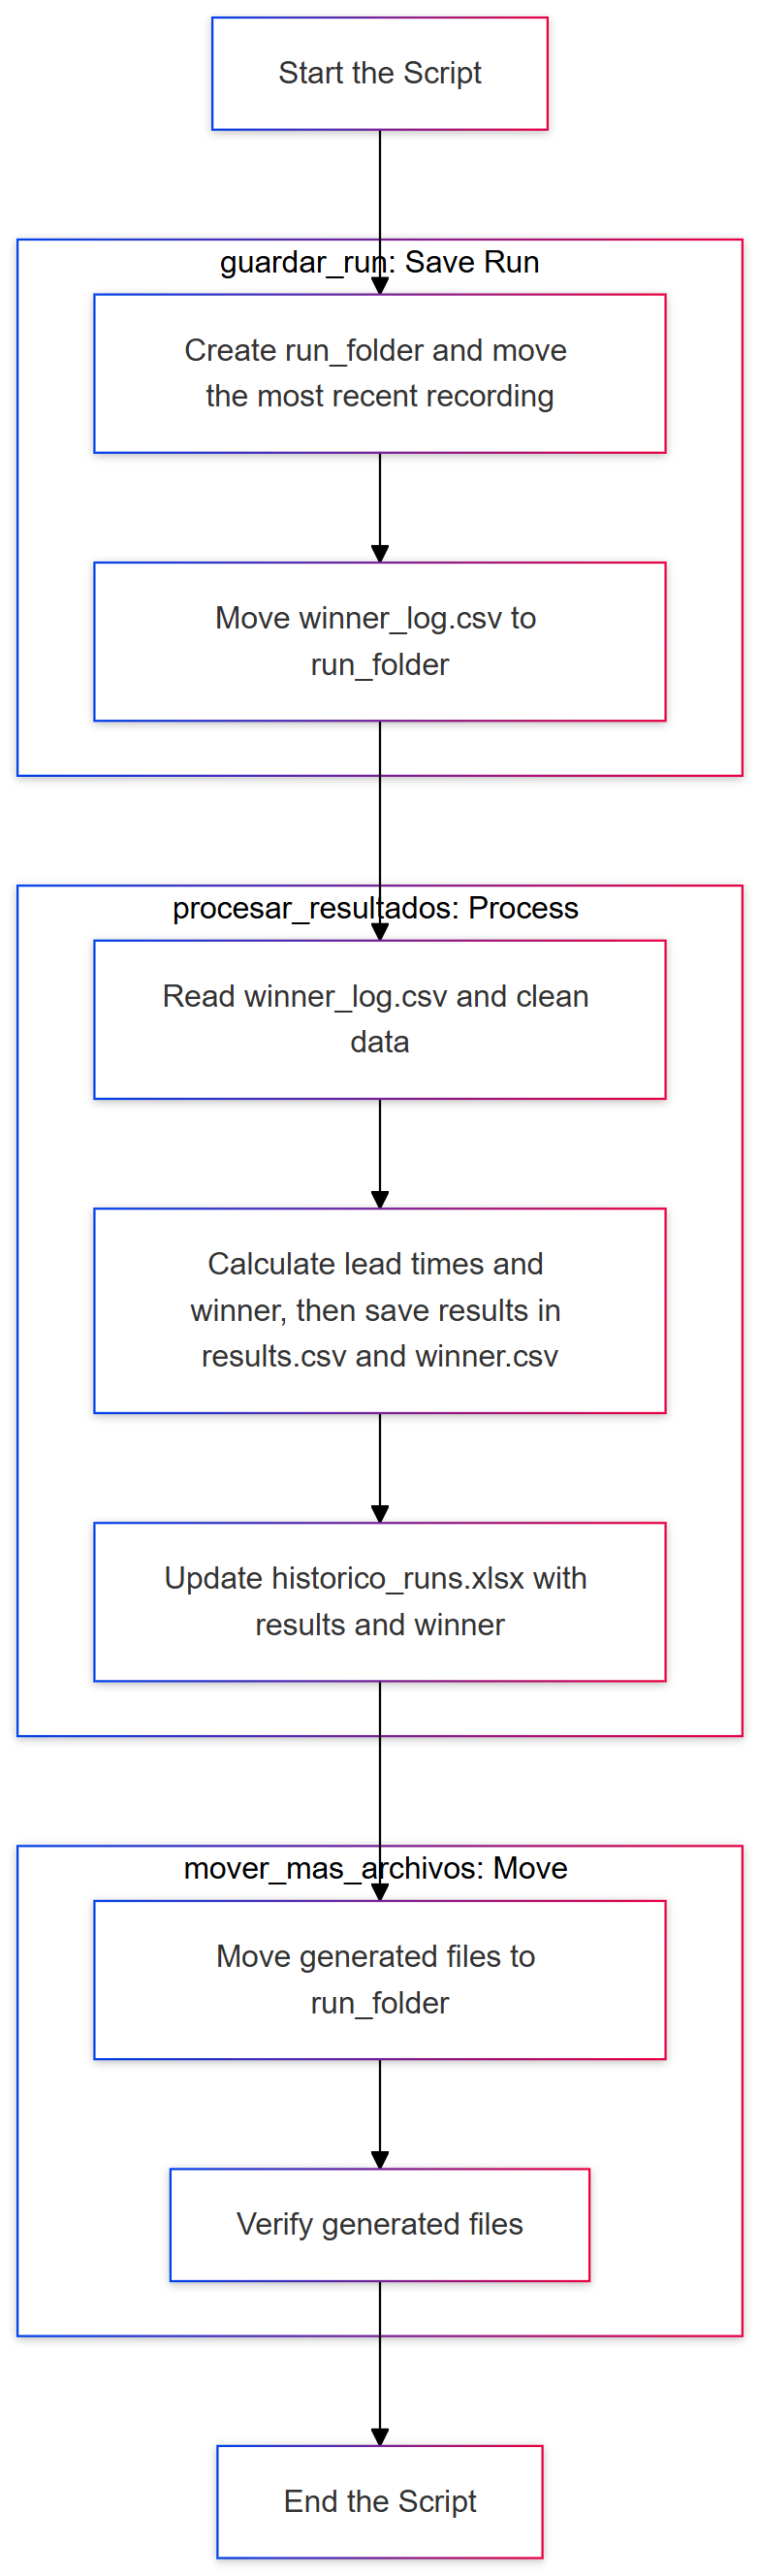 Start the Script
guardar_run: Save Run
Create run_folder and move
the most recent recording
Move winner_log.csv to
run_folder
procesar_resultados: Process
Read winner_log.csv and clean
data
Calculate lead times and
winner, then save results in
results.csv and winner.csv
Update historico_runs.xlsx with
results and winner
mover_mas_archivos: Move
Move generated files to
run_folder
Verify generated files
End the Script